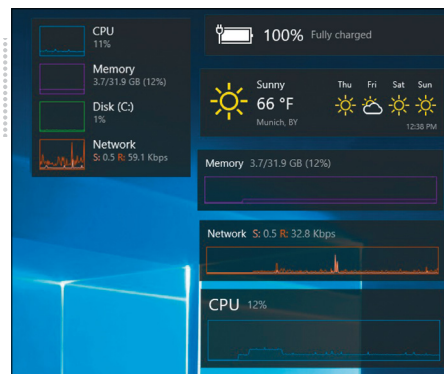 CPU
11%
Memory
3.7/31.9 GB (12%)
Disk (C:)
1%
Network
S: 0.5 R: 59.1 Kbps
100% Fully charged
Sunny
66 °F
Munich, BY
Thu Fri Sat Sun
12:38 PM
Memory 3.7/31.9 GB (12%)
Network S: 0.5 R: 32.8 Kbps
CPU 12%